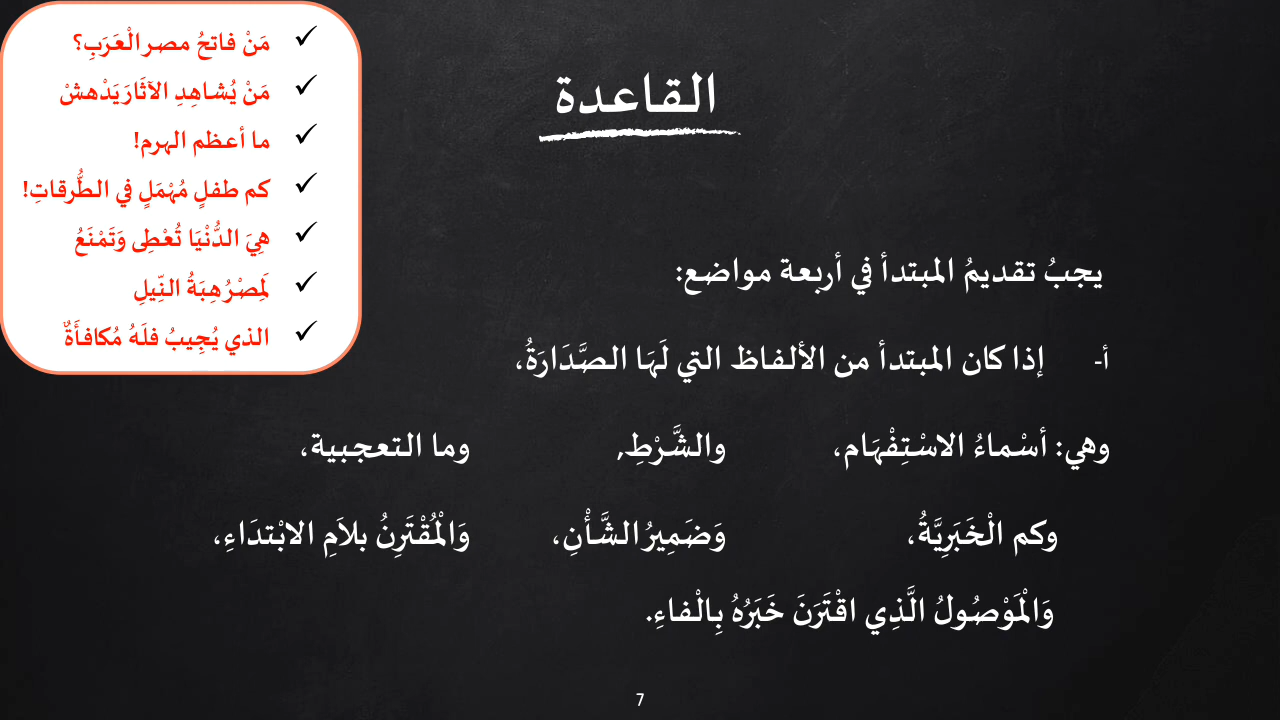 القاعدة
مَنْ فاتحُ مصر الْعَرَبِ؟
مَنْ يُشاهِدِ الآثَارَ يَدْهشْ
ما أعظم الهرم!
كم طفلٍ مُهْمَلٍ في الطُّرقاتِ!
هِيَ الدُّنْيَا تُعْطِى وَتَمْنَعُ
لَمِصْرُ هِبَةُ النِّيلِ
الذي يُجِيبُ فلَهُ مُكافأَةٌ
يجبُ تقديمُ المبتدأ في أربعة مواضع:
أ- إذا كان المبتدأ من الألفاظ التي لَهَا الصَّدَارَةُ،
وهي: أسْماءُ الاسْتِفْهَام، والشَّرْطِ, وما التعجبية،
وكم الْخَبَرِيَّةُ، وَضَمِيرُ الشَّأْنِ، وَالْمُقْتَرِنُ بلاَمِ الابْتدَاءِ،
وَالْمَوْصُولُ الَّذِي اقْتَرَنَ خَبَرُهُ بِالْفاءِ.
7